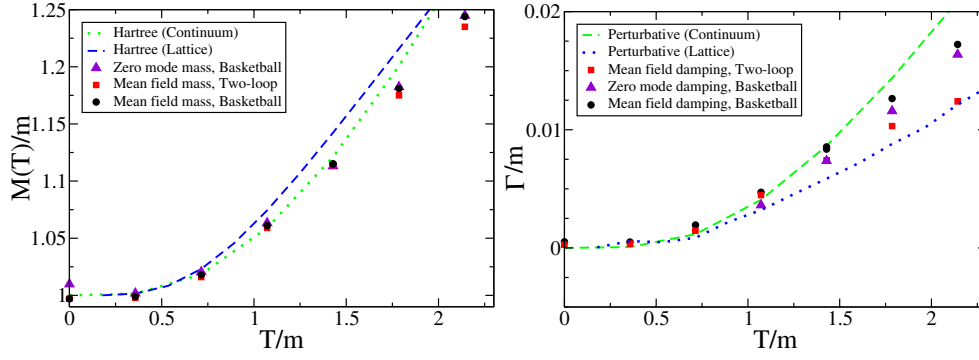 1.25
1.2
1.15
1.1
1.05
1
M(T)/m
Hartree (Continuum)
Hartree (Lattice)
Zero mode mass, Basketball
Mean field mass, Two-loop
Mean field mass, Basketball
0 0.5 1 1.5 2
T/m
0.02
0.01
0
Γ/m
Perturbative (Continuum)
Perturbative (Lattice)
Mean field damping, Two-loop
Zero mode damping, Basketball
Mean field damping, Basketball
0 0.5 1 1.5 2
T/m